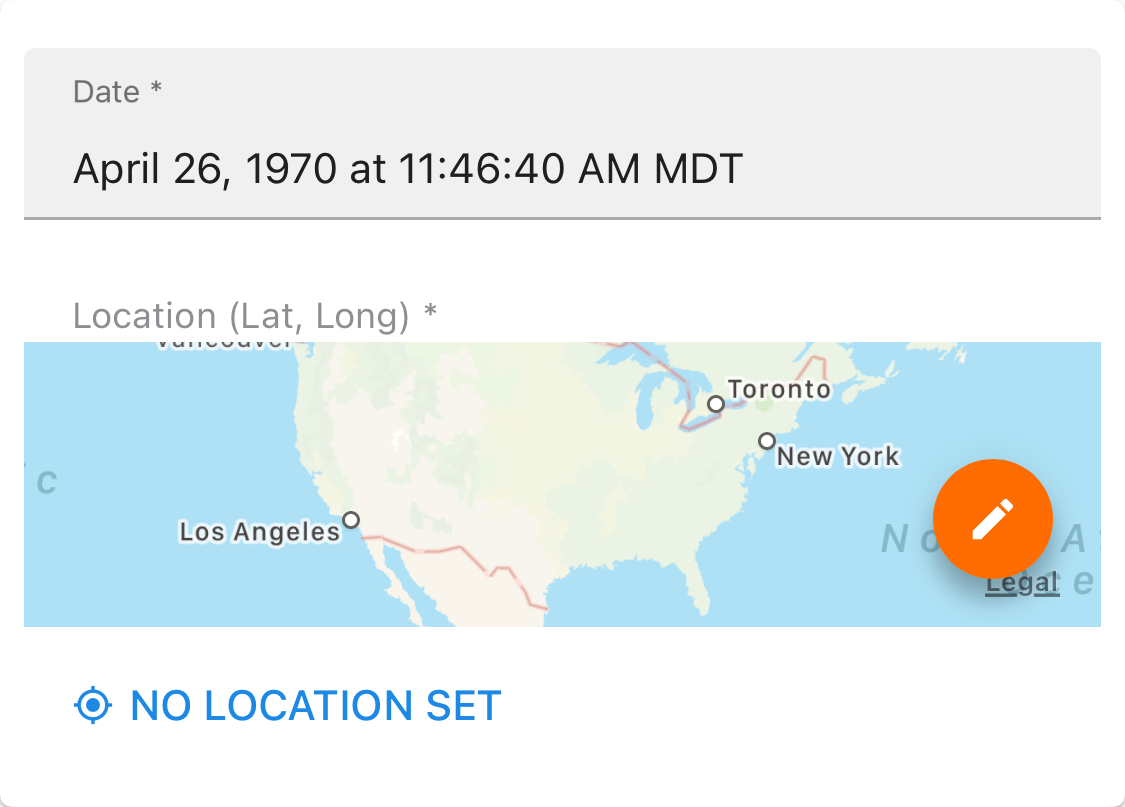 Date *
April 26, 1970 at 11:46:40 AM MDT
Location (Lat, Long) *
Vancouver
Toronto
New York
Los Angeles
c
No
A
Legal
c e
NO LOCATION SET